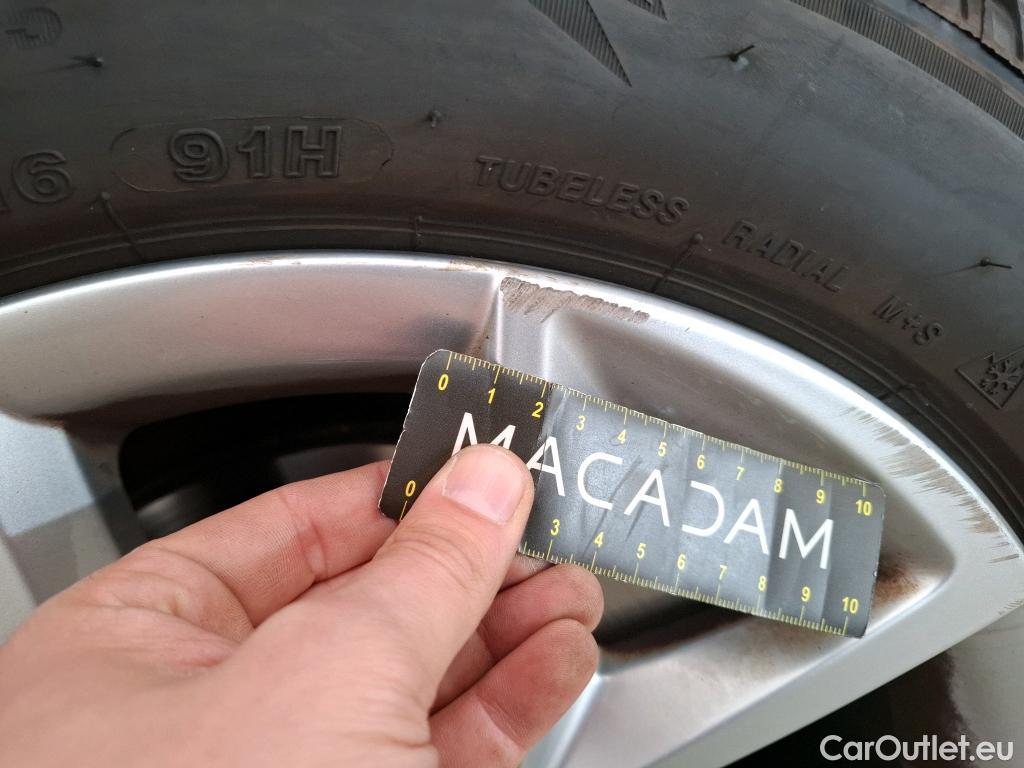 16 91H TUBELESS RADIAL M+S
0 1 2 3 4 5 6 7 8 9 10
MACADAM
0 3 4 5 6 7 8 9 10
CarOutlet.eu